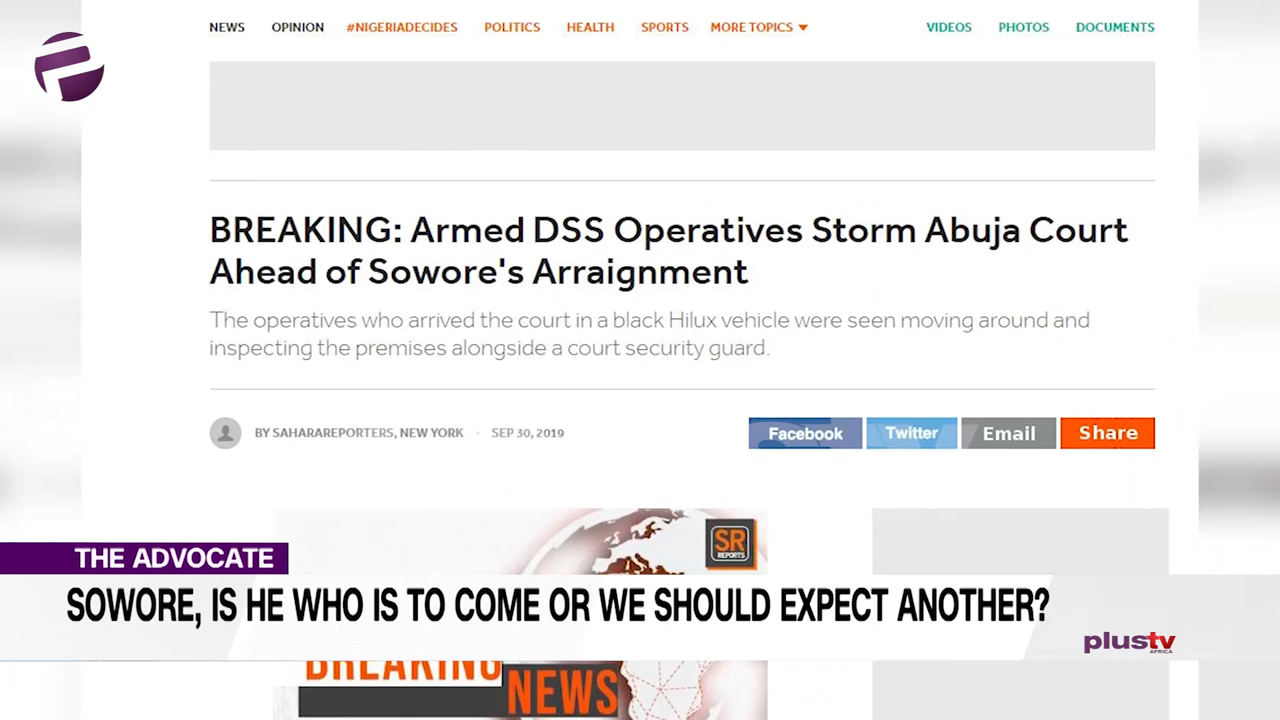 NEWS OPINION #NIGERIADECIDES POLITICS HEALTH SPORTS MORE TOPICS VIDEOS PHOTOS DOCUMENTS
BREAKING: Armed DSS Operatives Storm Abuja Court
Ahead of Sowore's Arraignment
The operatives who arrived the court in a black Hilux vehicle were seen moving around and
inspecting the premises alongside a court security guard.
BY SAHARAREPORTERS, NEW YORK SEP 30, 2019
Facebook Twitter Email Share
SR
REPORTS
THE ADVOCATE
SOWORE, IS HE WHO IS TO COME OR WE SHOULD EXPECT ANOTHER?
plustv
AFRICA
BREAKING
NEWS